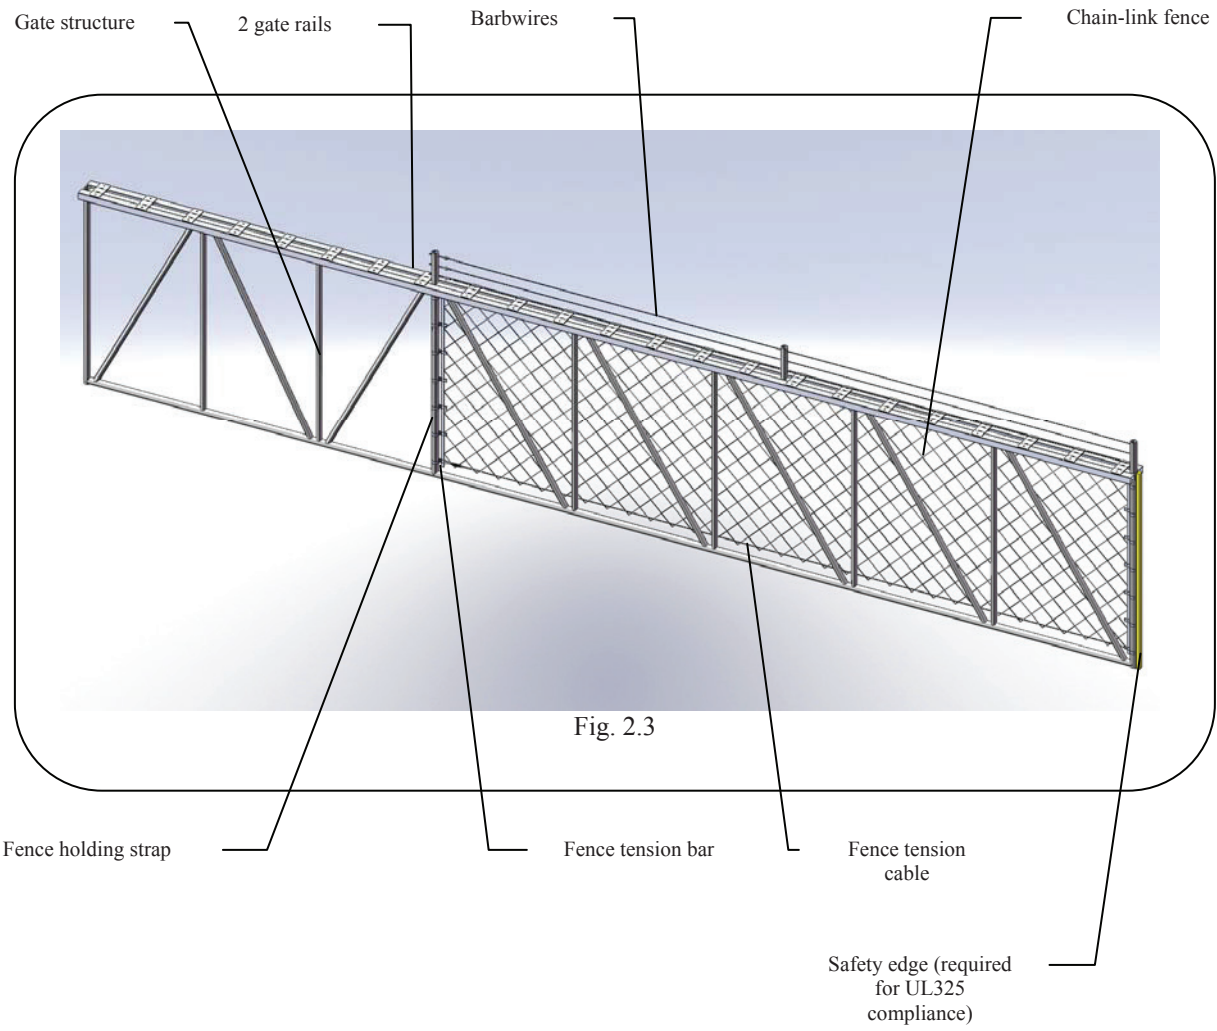 Gate structure
2 gate rails
Barbwires
Chain-link fence
Fig. 2.3
Fence holding strap
Fence tension bar
Fence tension
cable
Safety edge (required
for UL325
compliance)